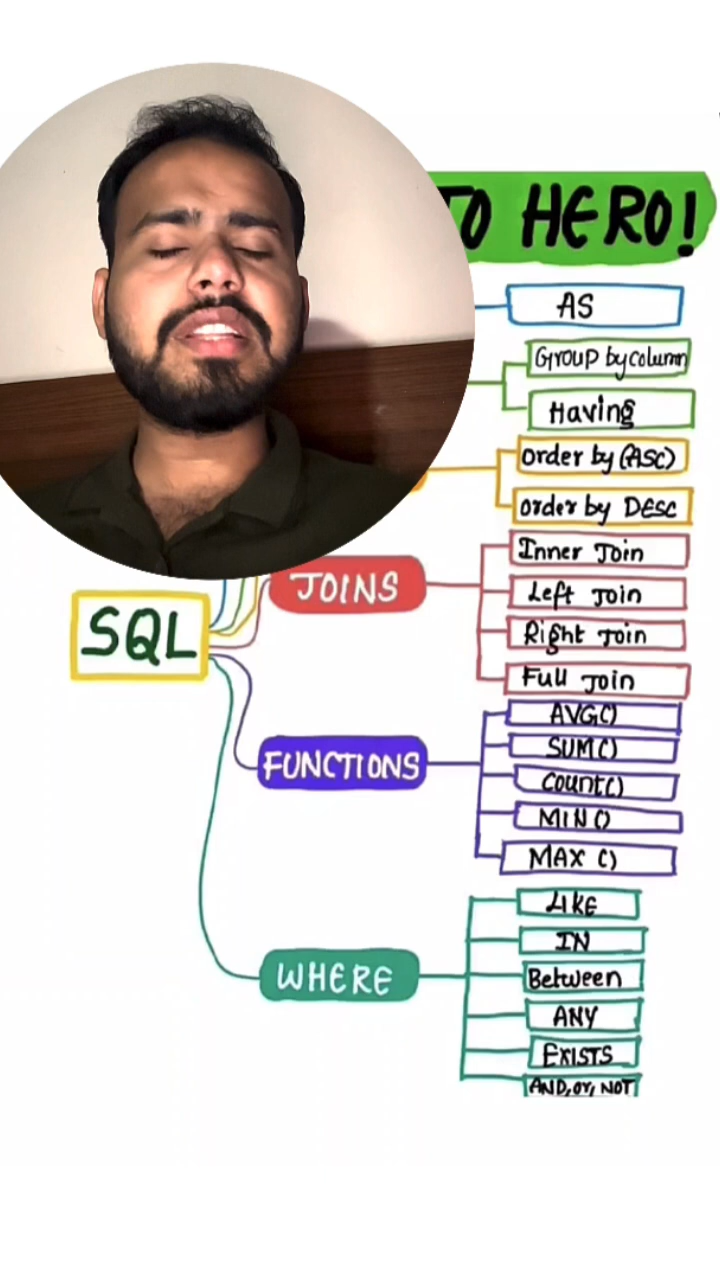 TO HERO!
AS
Group by column
Having
order by (ASC)
order by DESC
JOINS
Inner Join
Left Join
Right Join
Full Join
SQL
FUNCTIONS
AVG()
SUM()
Count()
MIN()
MAX ()
WHERE
LIKE
IN
Between
ANY
EXISTS
AND, or, NOT